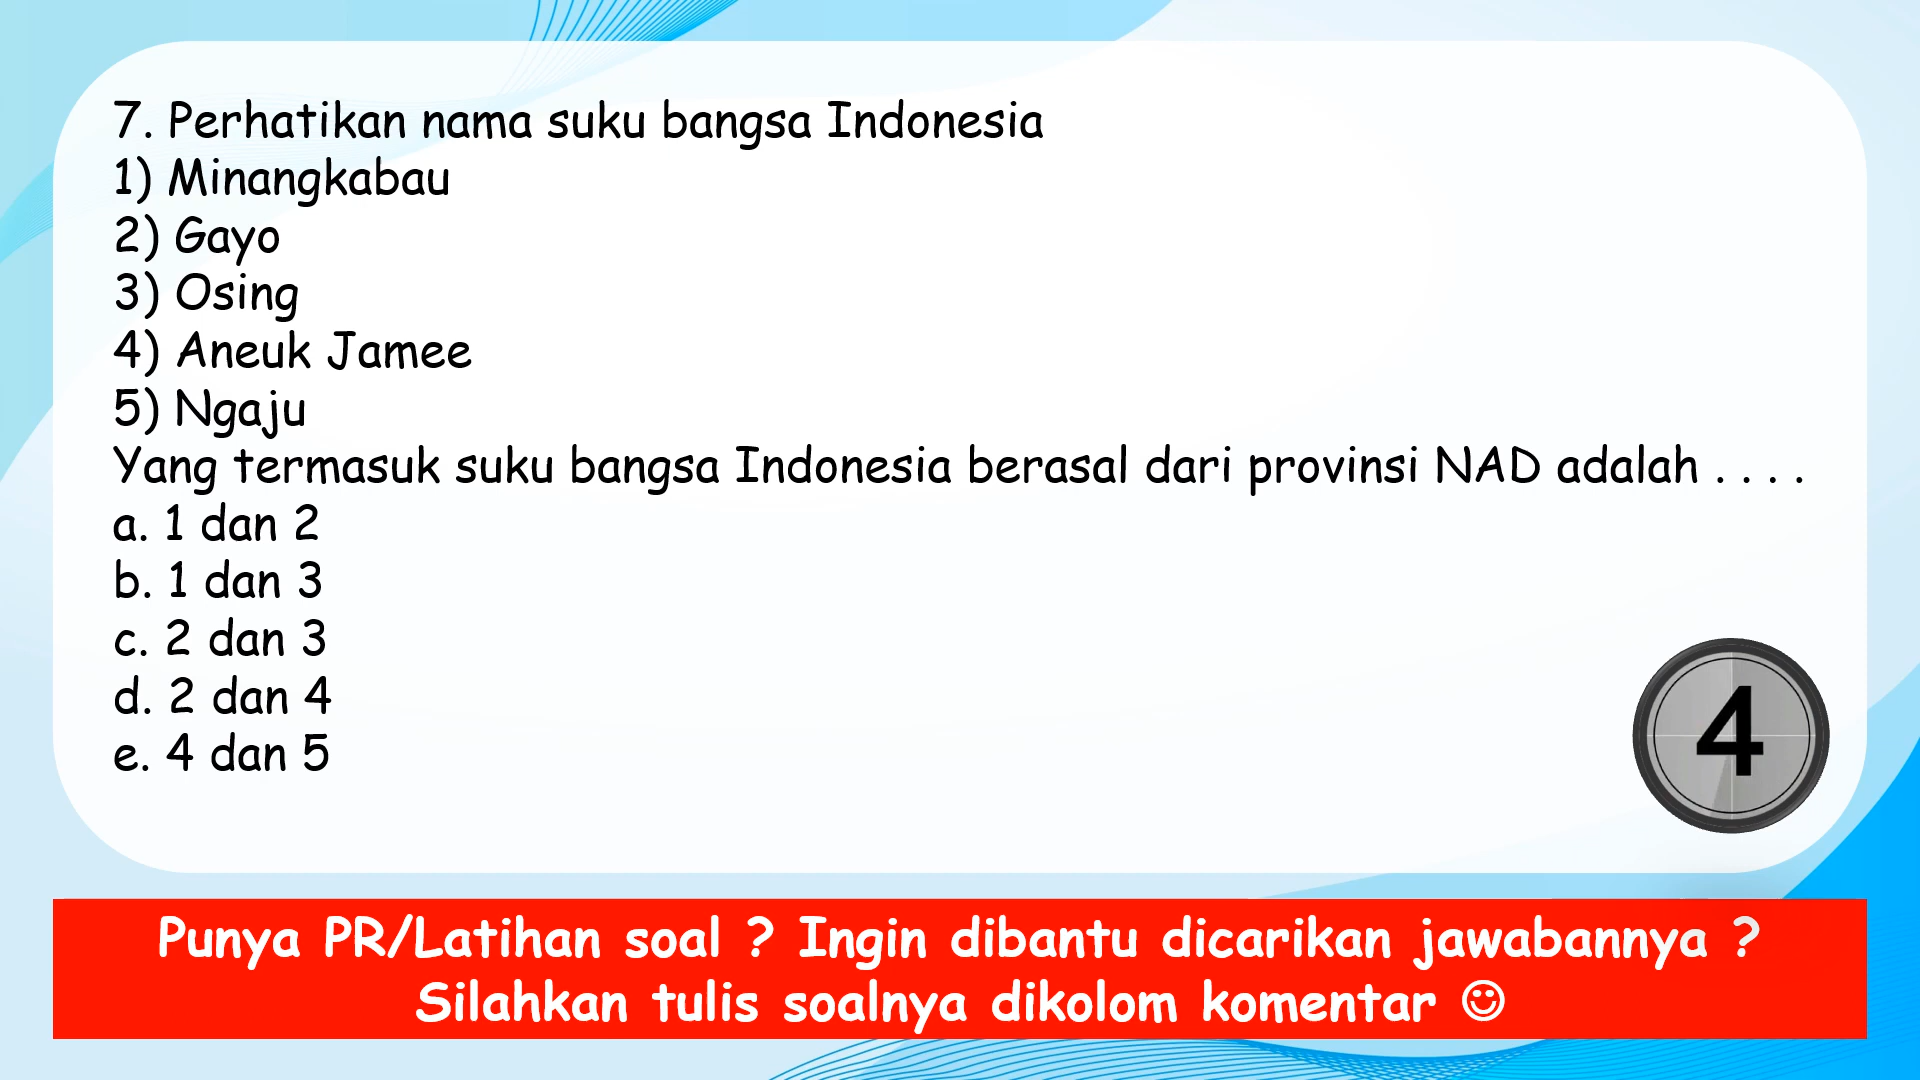 7. Perhatikan nama suku bangsa Indonesia
1) Minangkabau
2) Gayo
3) Osing
4) Aneuk Jamee
5) Ngaju
Yang termasuk suku bangsa Indonesia berasal dari provinsi NAD adalah . . . .
a. 1 dan 2
b. 1 dan 3
c. 2 dan 3
d. 2 dan 4
e. 4 dan 5
4
Punya PR/Latihan soal ? Ingin dibantu dicarikan jawabannya ?
Silahkan tulis soalnya dikolom komentar ☺